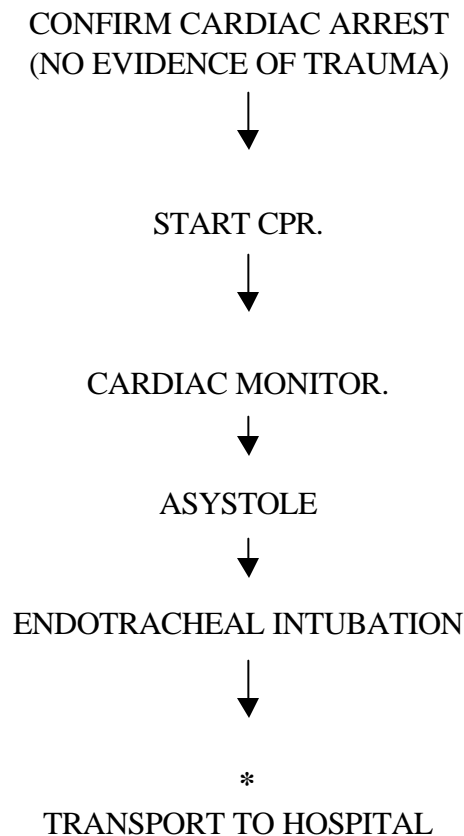 CONFIRM CARDIAC ARREST
(NO EVIDENCE OF TRAUMA)
START CPR.
CARDIAC MONITOR.
ASYSTOLE
ENDOTRACHEAL INTUBATION
*
TRANSPORT TO HOSPITAL